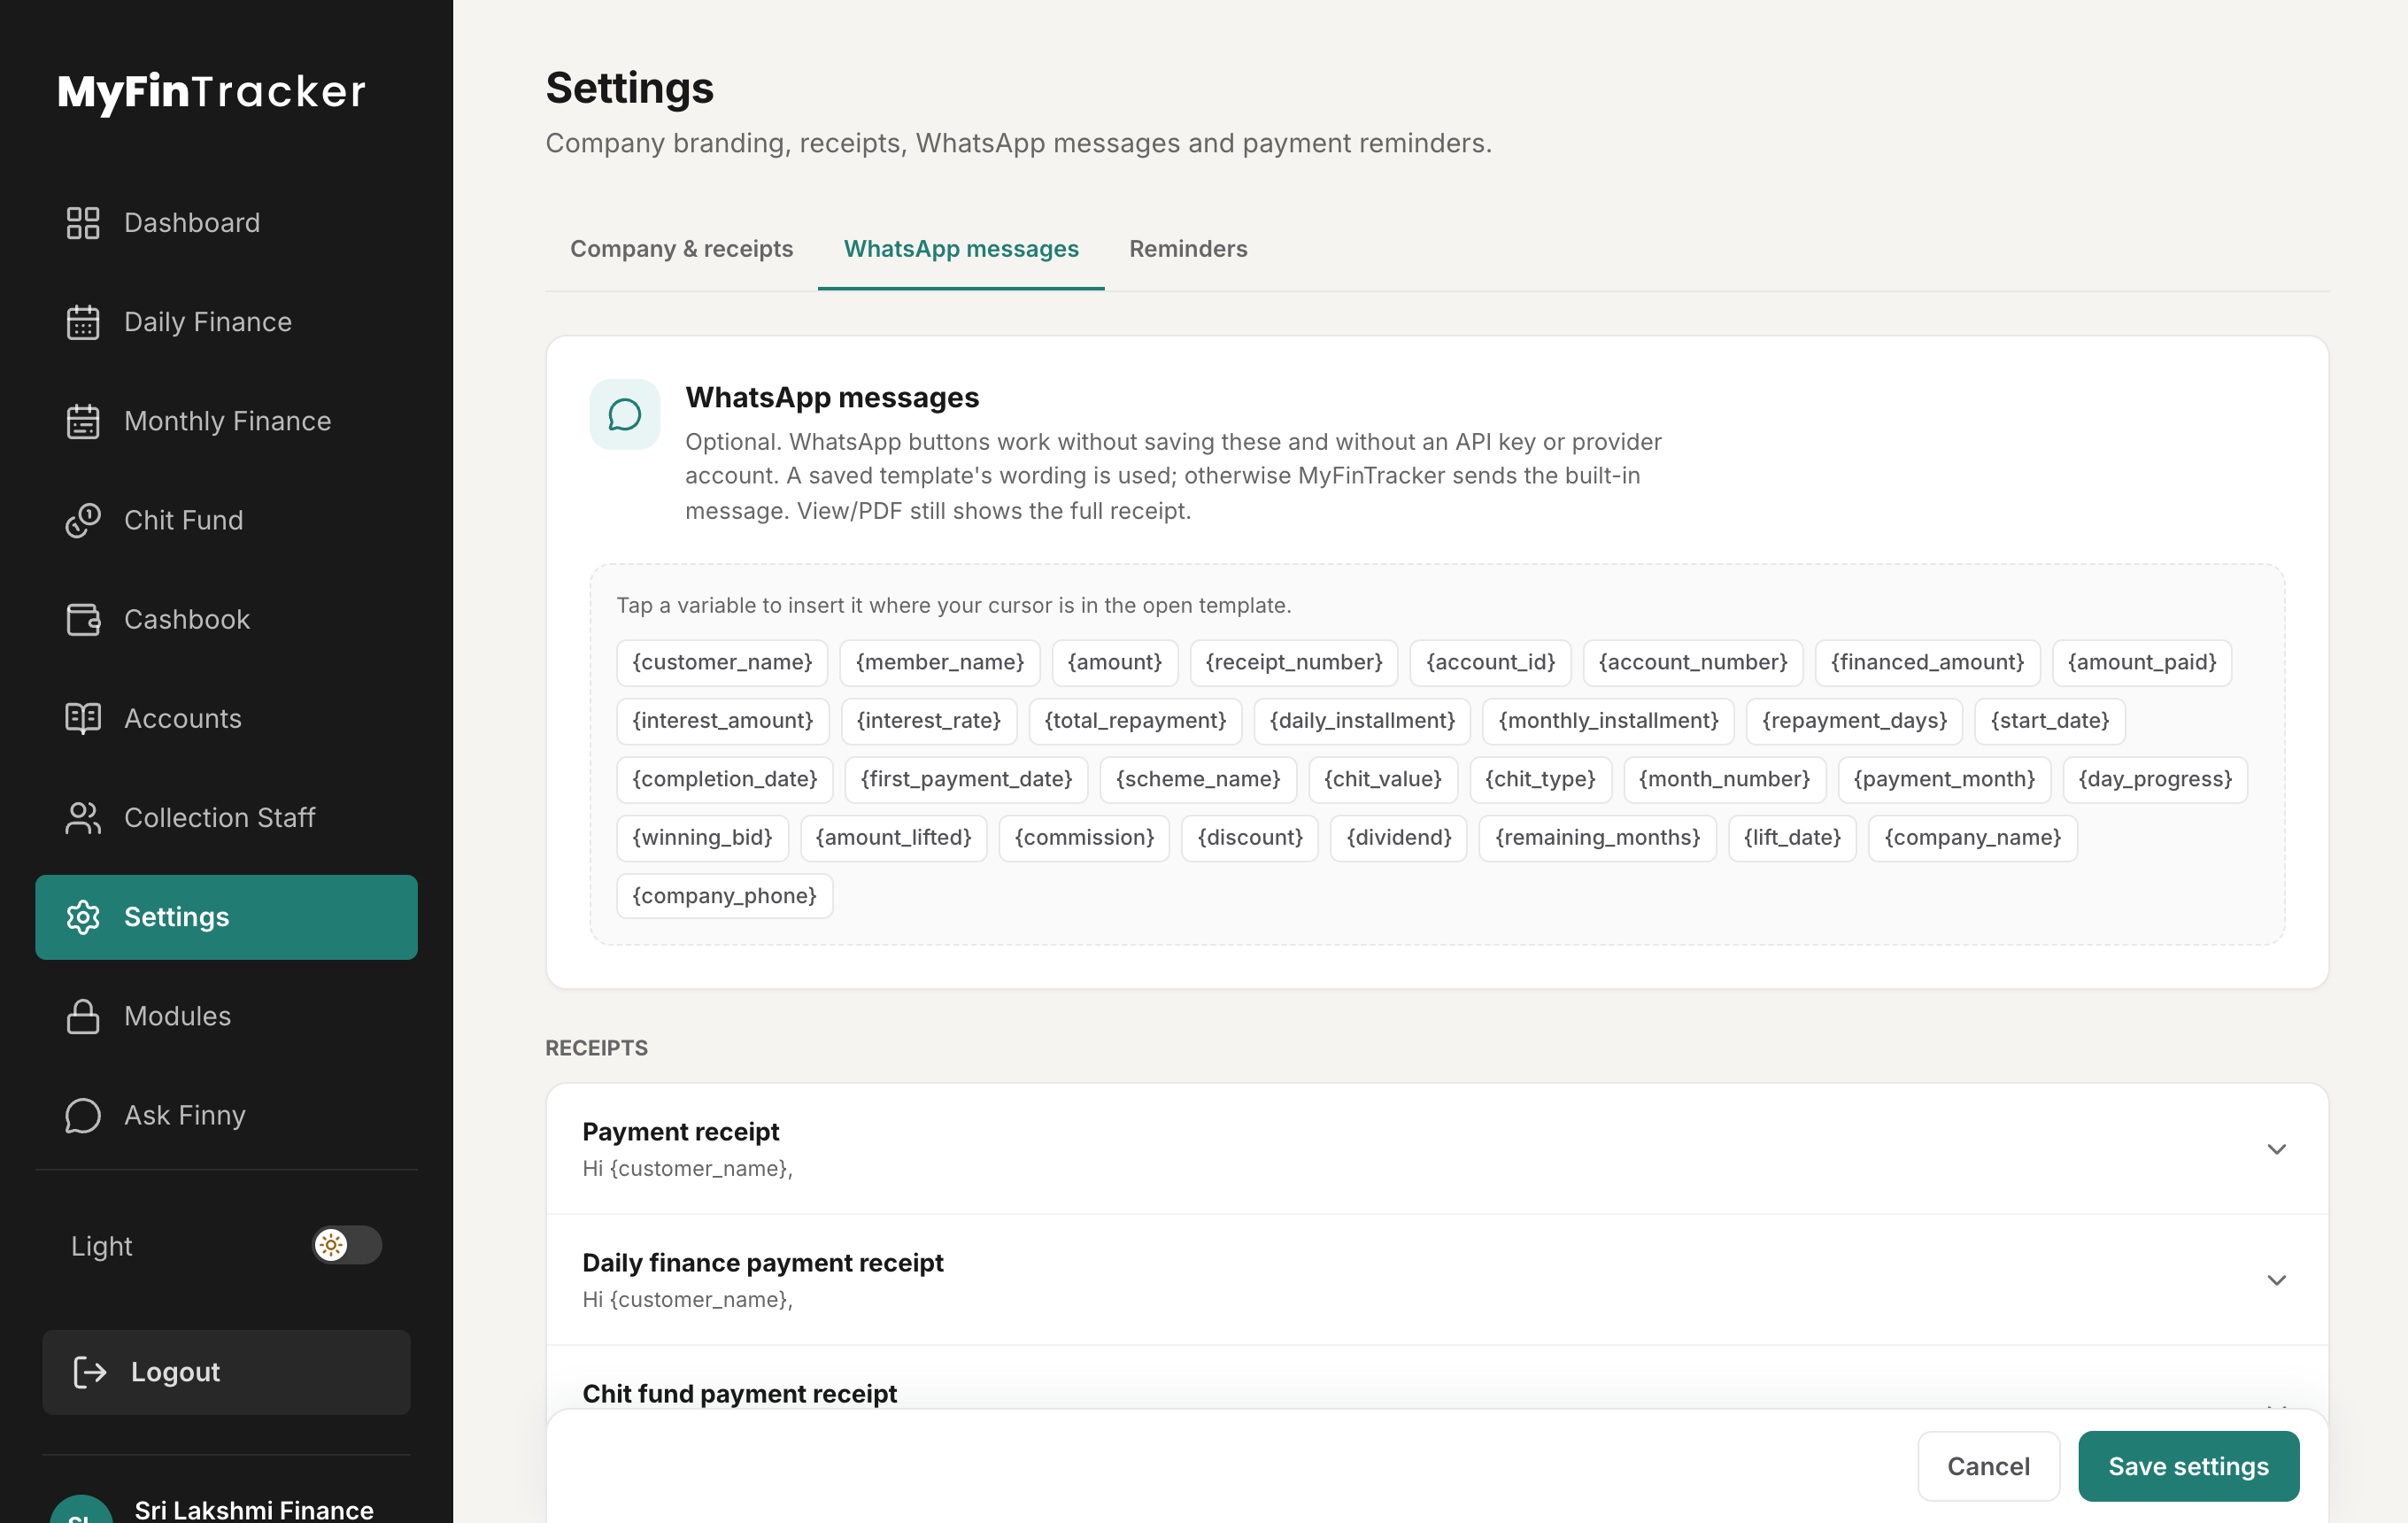 MyFinTracker
Dashboard
Daily Finance
Monthly Finance
Chit Fund
Cashbook
Accounts
Collection Staff
Settings
Modules
Ask Finny
Light
Logout
Sri Lakshmi Finance
Settings
Company branding, receipts, WhatsApp messages and payment reminders.
Company & receipts
WhatsApp messages
Reminders
WhatsApp messages
Optional. WhatsApp buttons work without saving these and without an API key or provider
account. A saved template's wording is used; otherwise MyFinTracker sends the built-in
message. View/PDF still shows the full receipt.
Tap a variable to insert it where your cursor is in the open template.
{customer_name} {member_name} {amount} {receipt_number} {account_id} {account_number} {financed_amount} {amount_paid}
{interest_amount} {interest_rate} {total_repayment} {daily_installment} {monthly_installment} {repayment_days} {start_date}
{completion_date} {first_payment_date} {scheme_name} {chit_value} {chit_type} {month_number} {payment_month} {day_progress}
{winning_bid} {amount_lifted} {commission} {discount} {dividend} {remaining_months} {lift_date} {company_name}
{company_phone}
RECEIPTS
Payment receipt
Hi {customer_name},
Daily finance payment receipt
Hi {customer_name},
Chit fund payment receipt
Cancel
Save settings